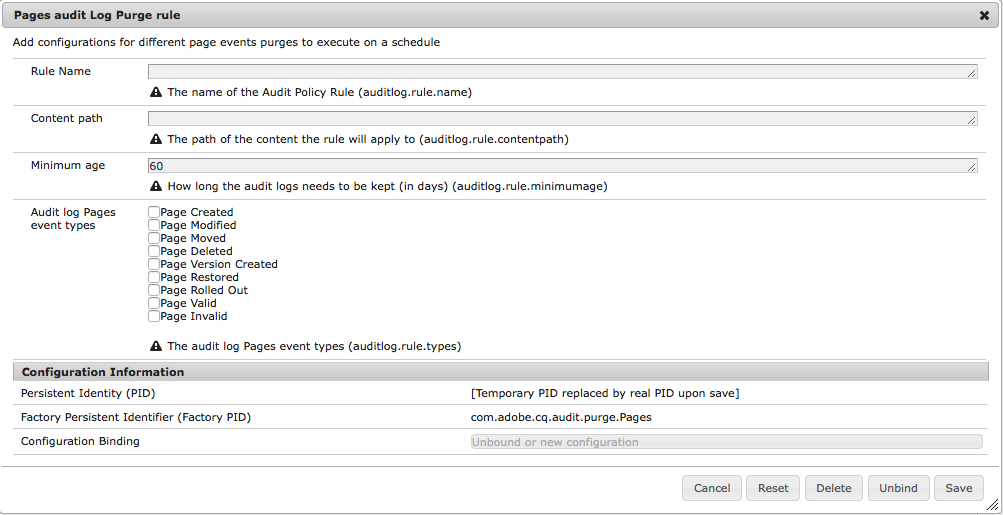 Pages audit Log Purge rule
Add configurations for different page events purges to execute on a schedule
Rule Name
The name of the Audit Policy Rule (auditlog.rule.name)
Content path
The path of the content the rule will apply to (auditlog.rule.contentpath)
Minimum age
60
How long the audit logs needs to be kept (in days) (auditlog.rule.minimumage)
Audit log Pages
event types
Page Created
Page Modified
Page Moved
Page Deleted
Page Version Created
Page Restored
Page Rolled Out
Page Valid
Page Invalid
The audit log Pages event types (auditlog.rule.types)
Configuration Information
Persistent Identity (PID) [Temporary PID replaced by real PID upon save]
Factory Persistent Identifier (Factory PID) com.adobe.cq.audit.purge.Pages
Configuration Binding Unbound or new configuration
Cancel Reset Delete Unbind Save